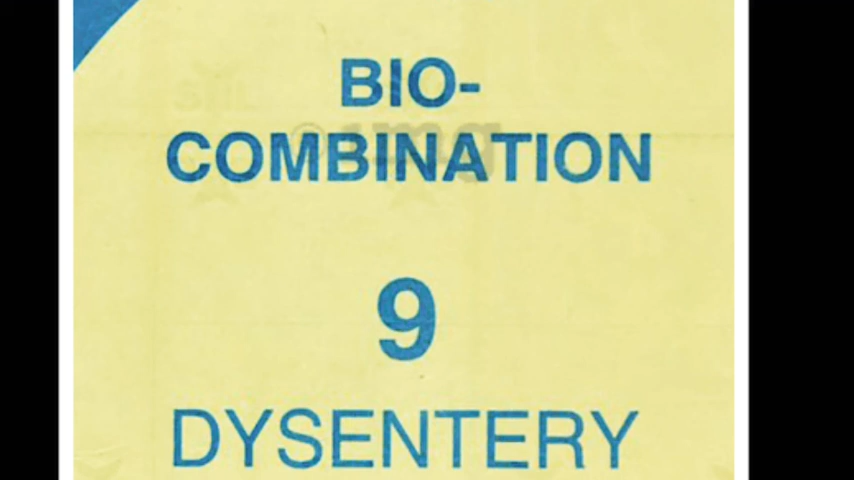 BIO-
COMBINATION
9
DYSENTERY